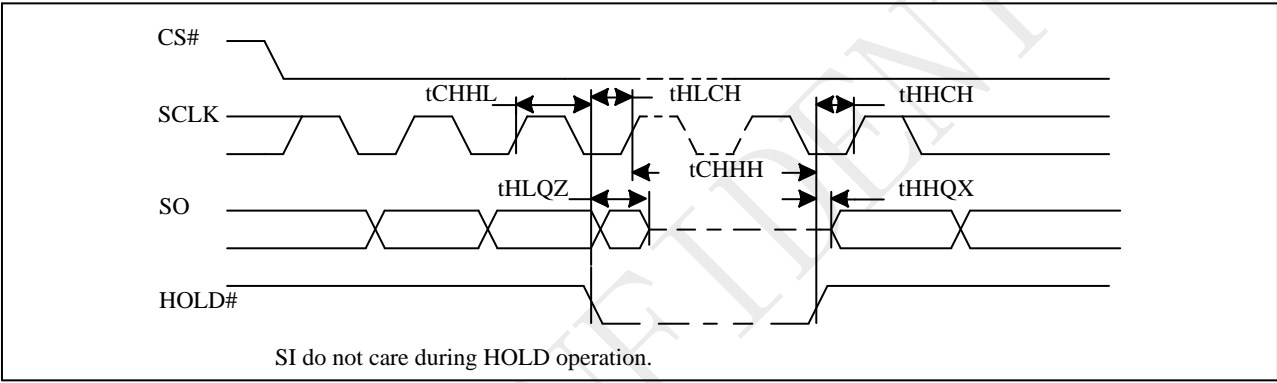 CS#
tCHHL tHLCH tHHCH
SCLK
tCHHH
tHLQZ tHHQX
SO
HOLD#
SI do not care during HOLD operation.